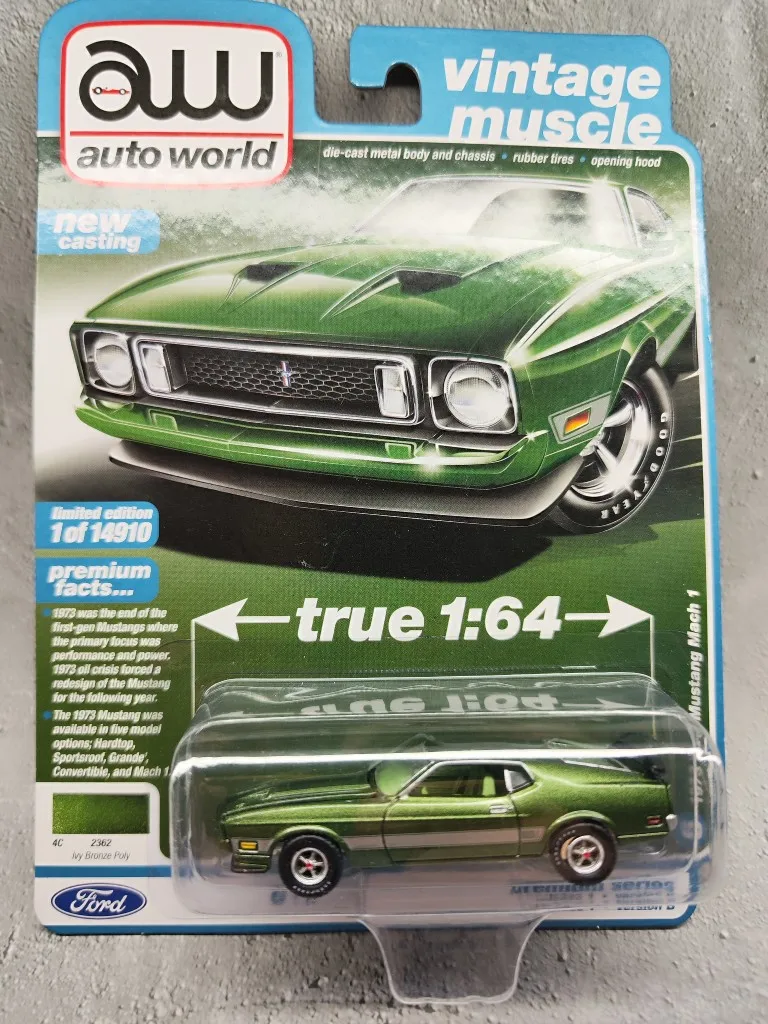 aw
auto world
vintage
muscle
die-cast metal body and chassis • rubber tires • opening hood
new
casting
GOODYEAR
limited edition
1 of 14910
premium
facts...
• 1973 was the end of the
first-gen Mustangs where
the primary focus was
performance and power.
1973 oil crisis forced a
redesign of the Mustang
for the following year.
• The 1973 Mustang was
available in five model
options; Hardtop,
Sportsroof, Grande',
Convertible, and Mach 1.
true 1:64
Mustang Mach 1
4C 2362
Ivy Bronze Poly
Ford
premium series